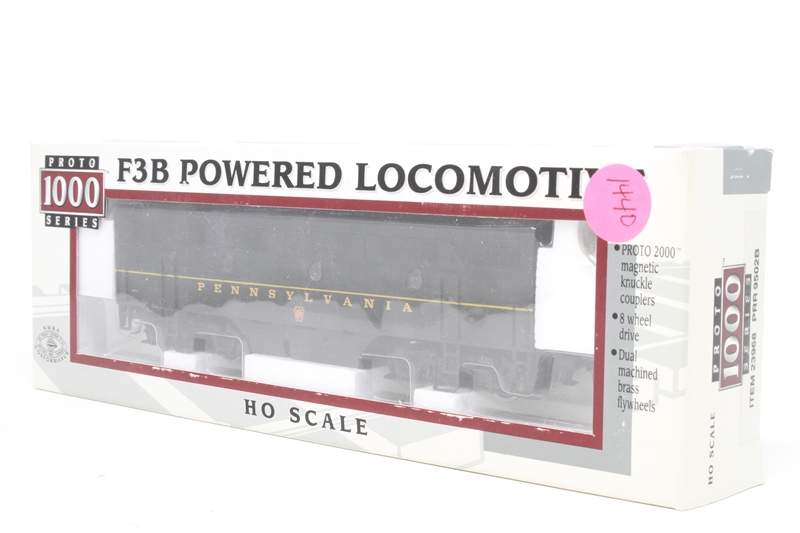 PROTO
1000
SERIES
F3B POWERED LOCOMOTIVE
1440
PENNSYLVANIA
• PROTO 2000™
magnetic
knuckle
couplers
• 8 wheel
drive
• Dual
machined
brass
flywheels
HO SCALE
PROTO
1000
SERIES
ITEM 23968 PRR 9502B
HO SCALE